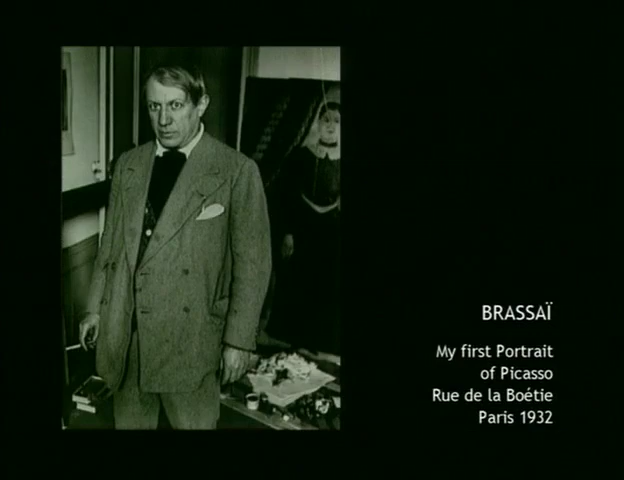 BRASSAÏ
My first Portrait
of Picasso
Rue de la Boétie
Paris 1932